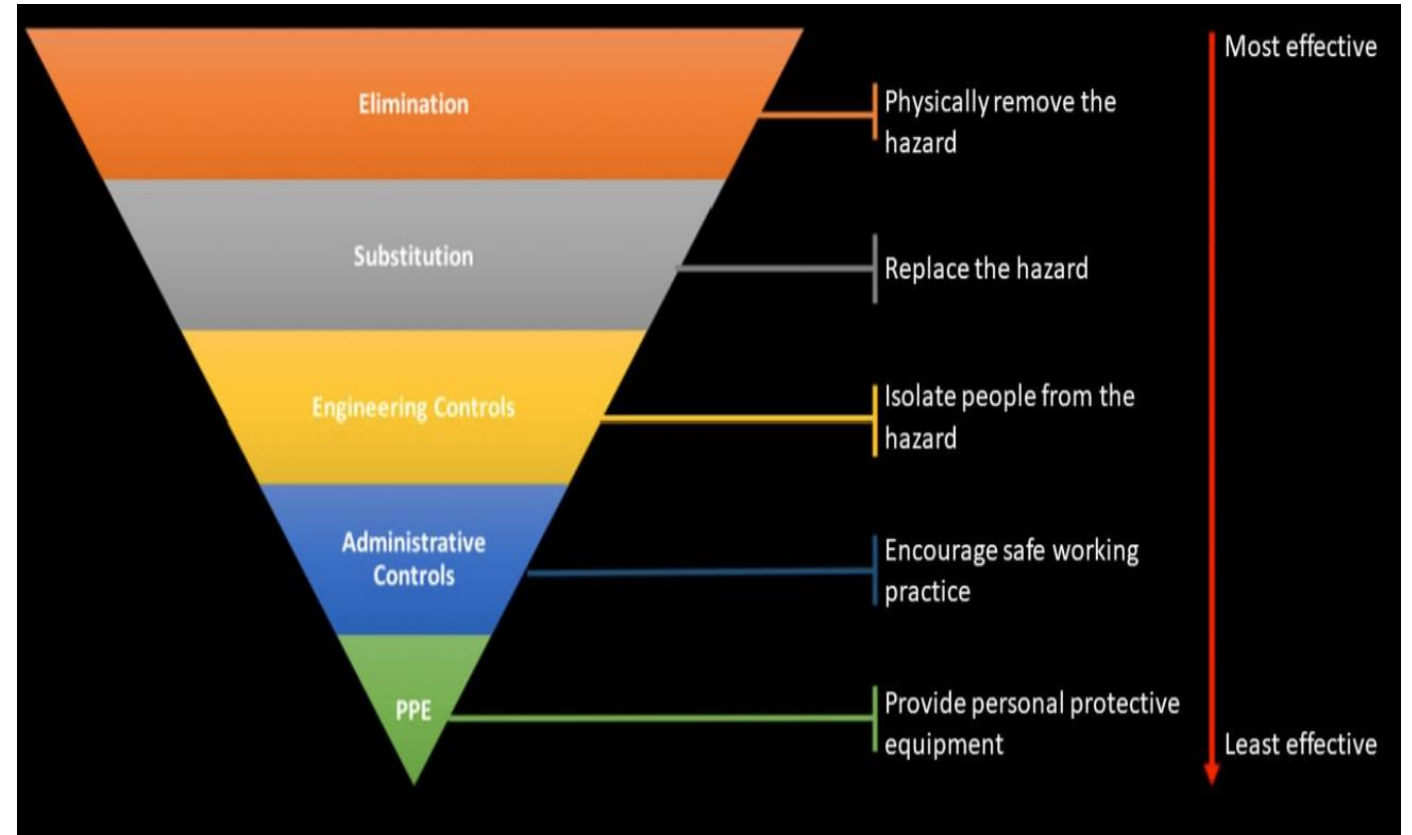 Most effective
Elimination
Physically remove the
hazard
Substitution
Replace the hazard
Engineering Controls
Isolate people from the
hazard
Administrative
Controls
Encourage safe working
practice
PPE
Provide personal protective
equipment
Least effective